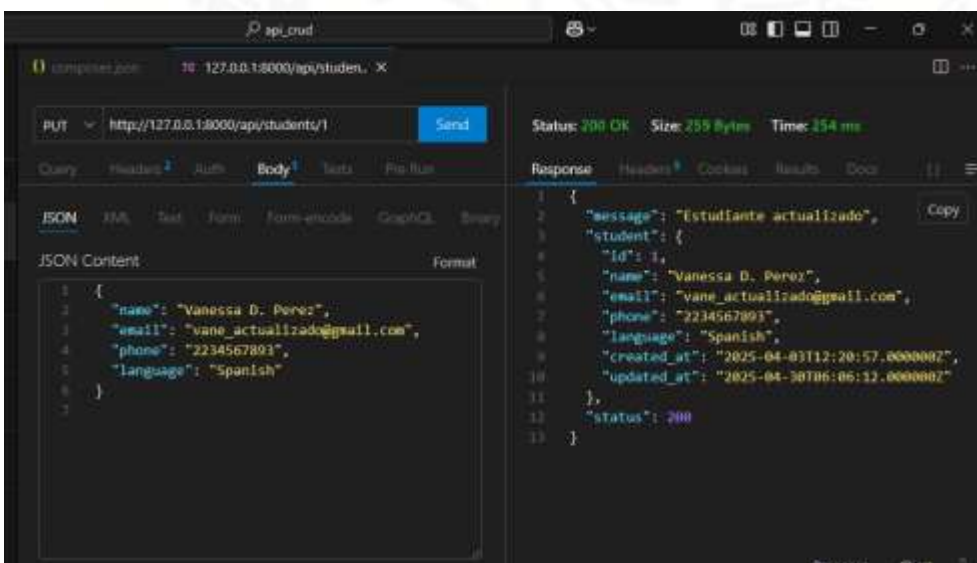 api_crud
{} composer.json
TC 127.0.0.1:8000/api/studen.. ×
PUT http://127.0.0.1:8000/api/students/1 Send
Query Headers 2 Auth Body 1 Tests Pre Run
JSON XML Text Form Form-encode GraphQL Binary
JSON Content Format
1 {
2 "name": "Vanessa D. Perez",
3 "email": "vane_actualizado@gmail.com",
4 "phone": "2234567893",
5 "language": "Spanish"
6 }
7
Status: 200 OK Size: 259 Bytes Time: 254 ms
Response Headers Cookies Results Docs {}
Copy
1 {
2 "message": "Estudiante actualizado",
3 "student": {
4 "id": 1,
5 "name": "Vanessa D. Perez",
6 "email": "vane_actualizado@gmail.com",
7 "phone": "2234567893",
8 "language": "Spanish",
9 "created_at": "2025-04-03T12:20:57.000000Z",
10 "updated_at": "2025-04-30T06:06:12.000000Z"
11 },
12 "status": 200
13 }